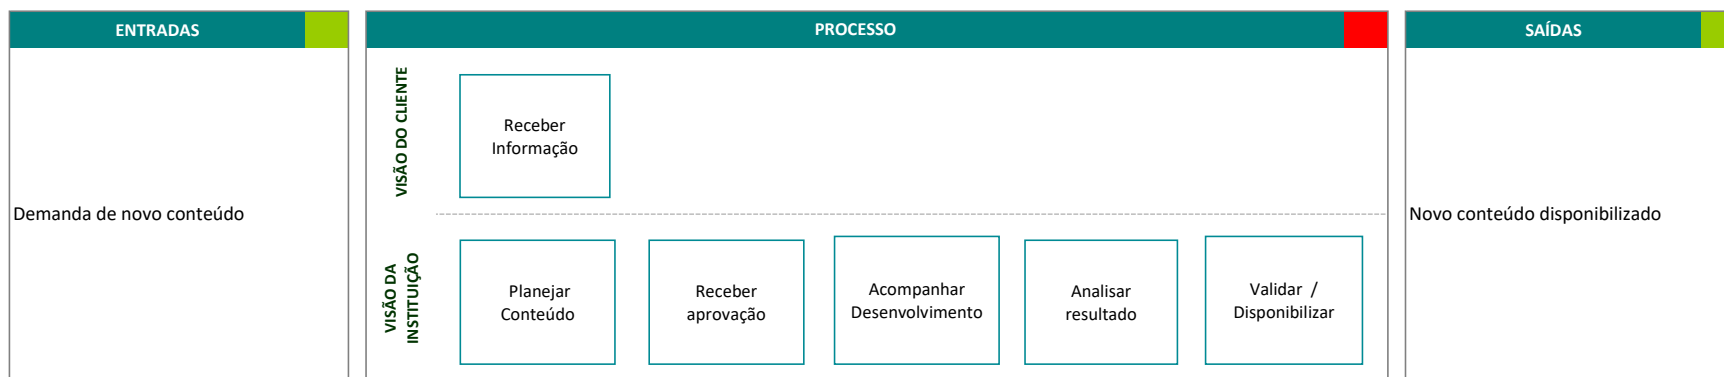 ENTRADAS
PROCESSO
SAÍDAS
VISÃO DO CLIENTE
Receber
Informação
Demanda de novo conteúdo
Novo conteúdo disponibilizado
VISÃO DA
INSTITUIÇÃO
Planejar
Conteúdo
Receber
aprovação
Acompanhar
Desenvolvimento
Analisar
resultado
Validar /
Disponibilizar